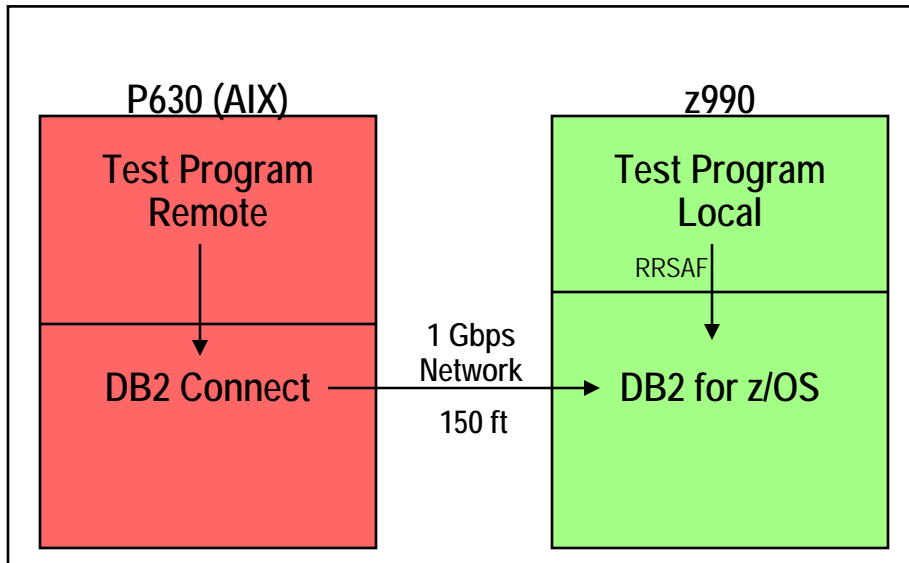 P630 (AIX)
Test Program
Remote
DB2 Connect
1 Gbps
Network
150 ft
z990
Test Program
Local
RRSAF
DB2 for z/OS